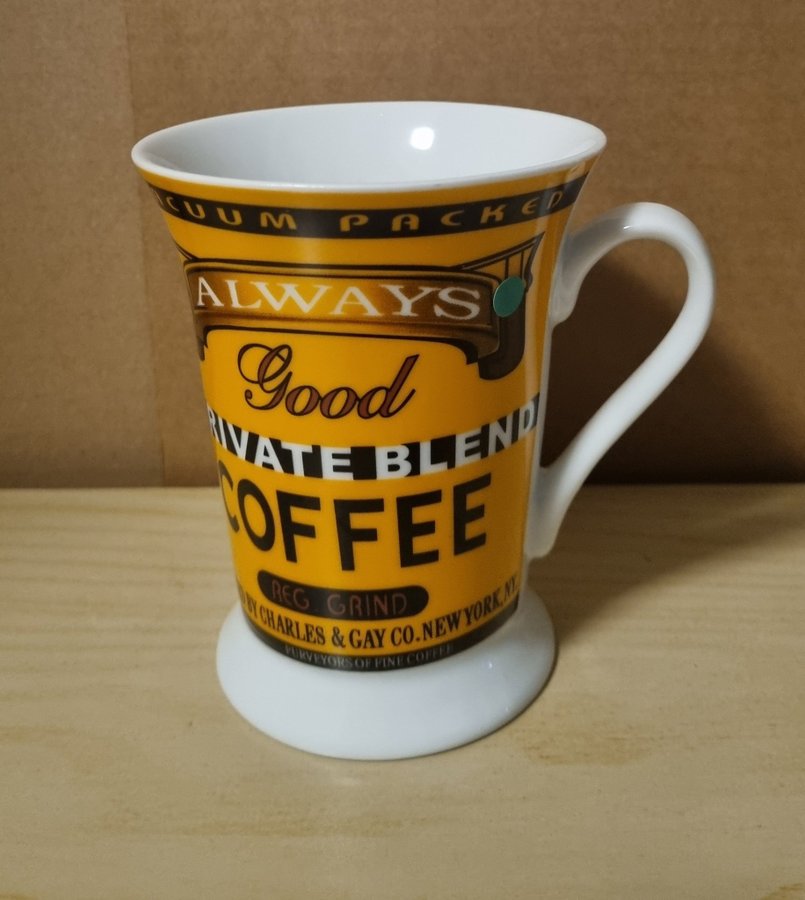 CUUM PACKED
ALWAYS
Good
RIVATE BLEND
COFFEE
REG GRIND
D BY CHARLES & GAY CO. NEW YORK, NY.
PURVEYORS OF FINE COFFEE